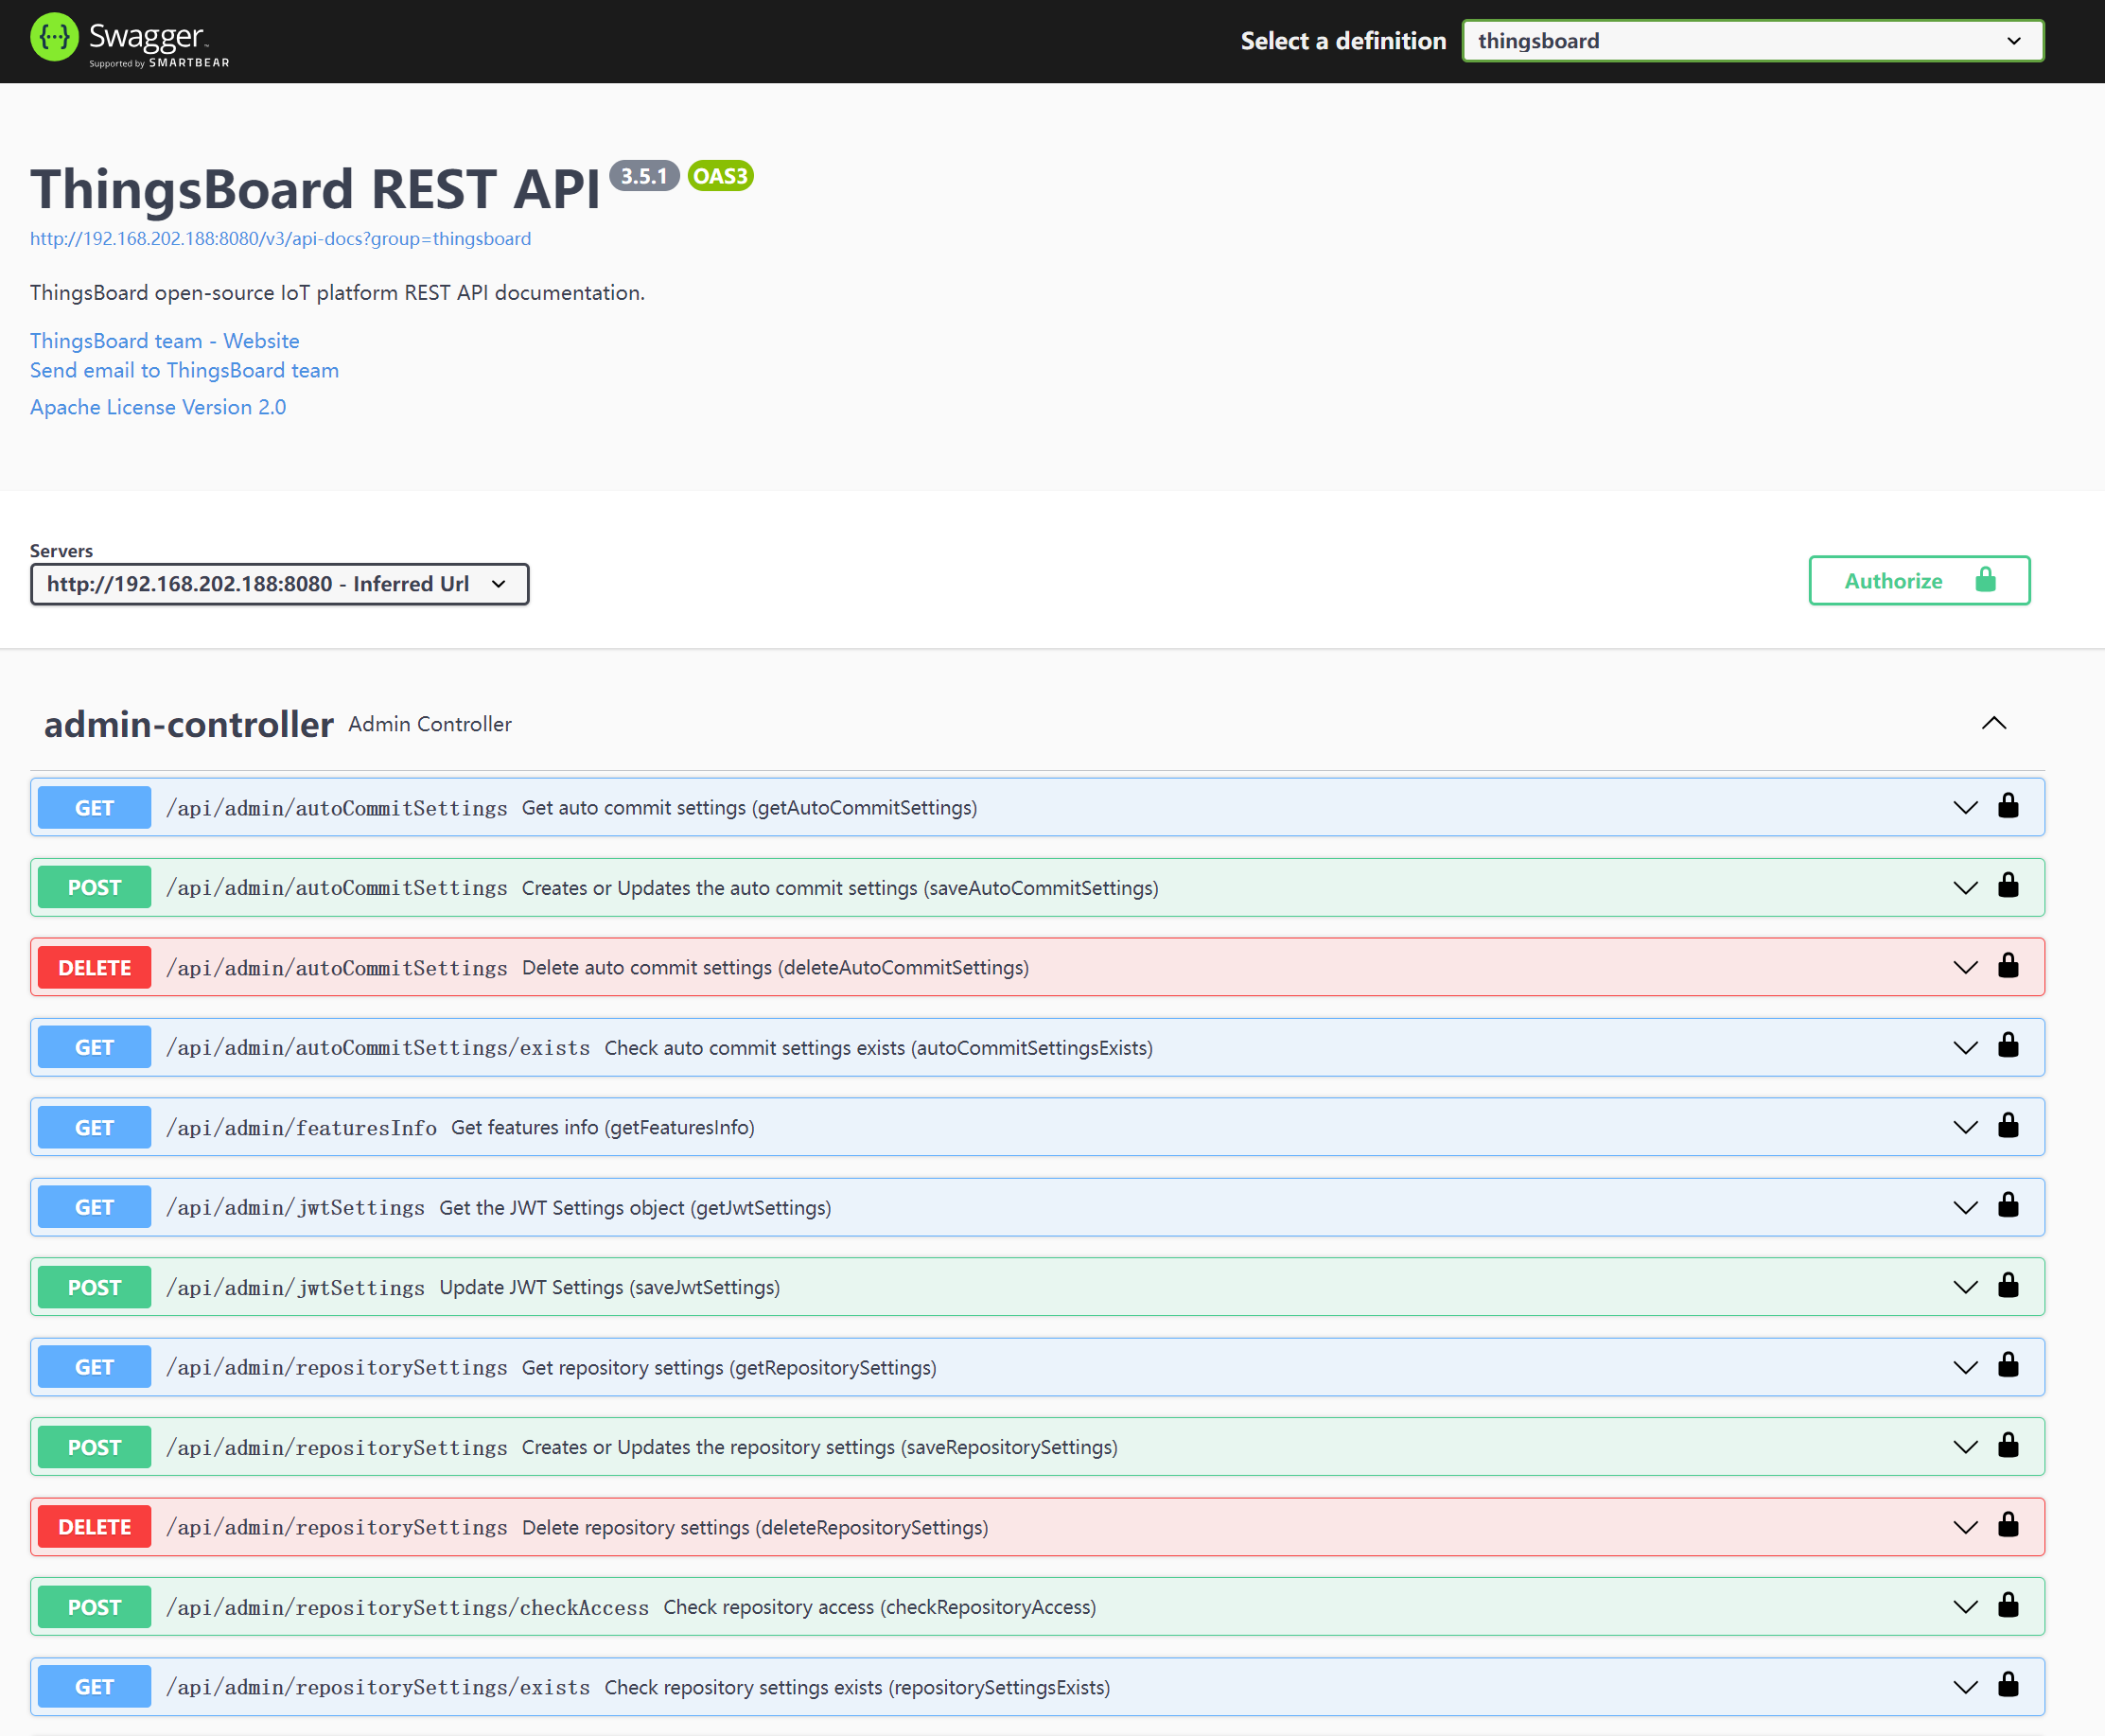 Swagger
Supported by SMARTBEAR
Select a definition
thingsboard
ThingsBoard REST API 3.5.1 OAS3
http://192.168.202.188:8080/v3/api-docs?group=thingsboard
ThingsBoard open-source IoT platform REST API documentation.
ThingsBoard team - Website
Send email to ThingsBoard team
Apache License Version 2.0
Servers
http://192.168.202.188:8080 - Inferred Url
Authorize
admin-controller Admin Controller
GET /api/admin/autoCommitSettings Get auto commit settings (getAutoCommitSettings)
POST /api/admin/autoCommitSettings Creates or Updates the auto commit settings (saveAutoCommitSettings)
DELETE /api/admin/autoCommitSettings Delete auto commit settings (deleteAutoCommitSettings)
GET /api/admin/autoCommitSettings/exists Check auto commit settings exists (autoCommitSettingsExists)
GET /api/admin/featuresInfo Get features info (getFeaturesInfo)
GET /api/admin/jwtSettings Get the JWT Settings object (getJwtSettings)
POST /api/admin/jwtSettings Update JWT Settings (saveJwtSettings)
GET /api/admin/repositorySettings Get repository settings (getRepositorySettings)
POST /api/admin/repositorySettings Creates or Updates the repository settings (saveRepositorySettings)
DELETE /api/admin/repositorySettings Delete repository settings (deleteRepositorySettings)
POST /api/admin/repositorySettings/checkAccess Check repository access (checkRepositoryAccess)
GET /api/admin/repositorySettings/exists Check repository settings exists (repositorySettingsExists)